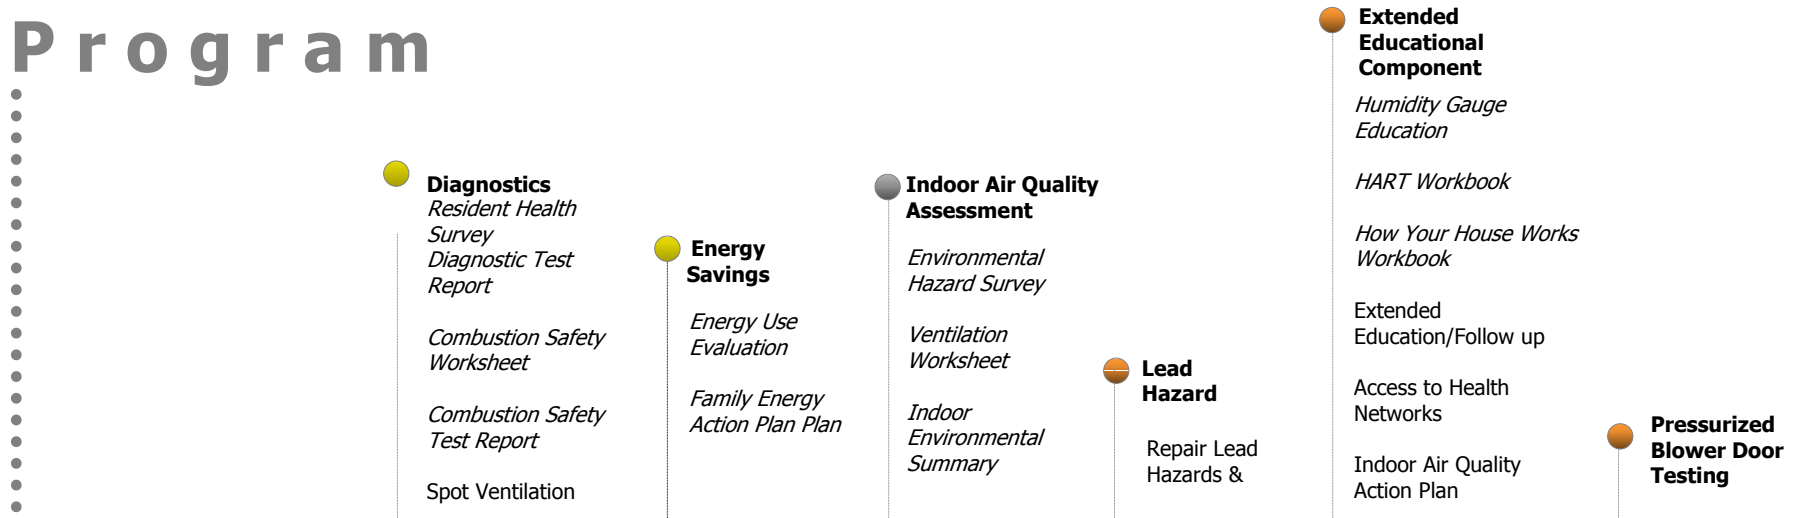 Program
Diagnostics
Resident Health
Survey
Diagnostic Test
Report
Combustion Safety
Worksheet
Combustion Safety
Test Report
Spot Ventilation
Energy
Savings
Energy Use
Evaluation
Family Energy
Action Plan Plan
Indoor Air Quality
Assessment
Environmental
Hazard Survey
Ventilation
Worksheet
Indoor
Environmental
Summary
Lead
Hazard
Repair Lead
Hazards &
Extended
Educational
Component
Humidity Gauge
Education
HART Workbook
How Your House Works
Workbook
Extended
Education/Follow up
Access to Health
Networks
Indoor Air Quality
Action Plan
Pressurized
Blower Door
Testing